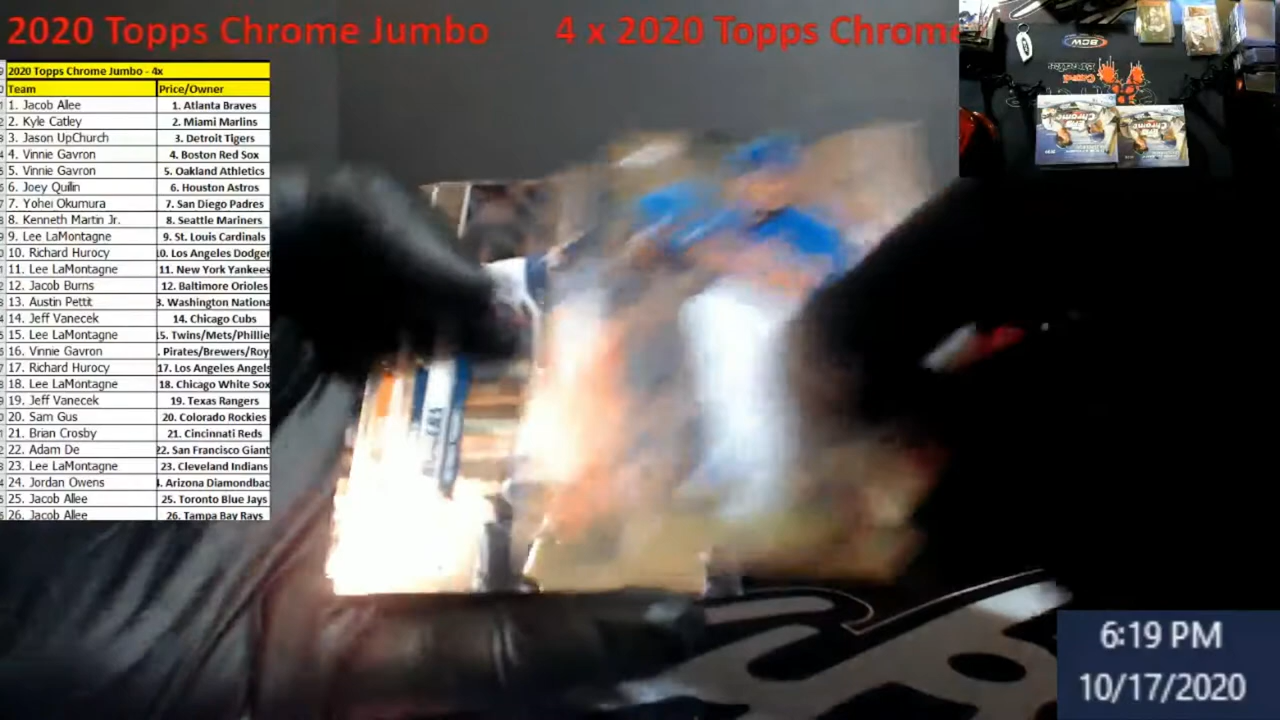 2020 Topps Chrome Jumbo 4 x 2020 Topps Chrome
2020 Topps Chrome Jumbo - 4x
Team Price/Owner
1. Jacob Allee 1. Atlanta Braves
2. Kyle Catley 2. Miami Marlins
3. Jason UpChurch 3. Detroit Tigers
4. Vinnie Gavron 4. Boston Red Sox
5. Vinnie Gavron 5. Oakland Athletics
6. Joey Quilin 6. Houston Astros
7. Yohei Okumura 7. San Diego Padres
8. Kenneth Martin Jr. 8. Seattle Mariners
9. Lee LaMontagne 9. St. Louis Cardinals
10. Richard Hurocy 10. Los Angeles Dodger
11. Lee LaMontagne 11. New York Yankees
12. Jacob Burns 12. Baltimore Orioles
13. Austin Pettit 3. Washington Nationa
14. Jeff Vanecek 14. Chicago Cubs
15. Lee LaMontagne 15. Twins/Mets/Phillie
16. Vinnie Gavron . Pirates/Brewers/Roy
17. Richard Hurocy 17. Los Angeles Angels
18. Lee LaMontagne 18. Chicago White Sox
19. Jeff Vanecek 19. Texas Rangers
20. Sam Gus 20. Colorado Rockies
21. Brian Crosby 21. Cincinnati Reds
22. Adam De 22. San Francisco Giant
23. Lee LaMontagne 23. Cleveland Indians
24. Jordan Owens 4. Arizona Diamondbac
25. Jacob Allee 25. Toronto Blue Jays
26. Jacob Allee 26. Tampa Bay Rays
BCW
Chrome
Chrome
6:19 PM
10/17/2020